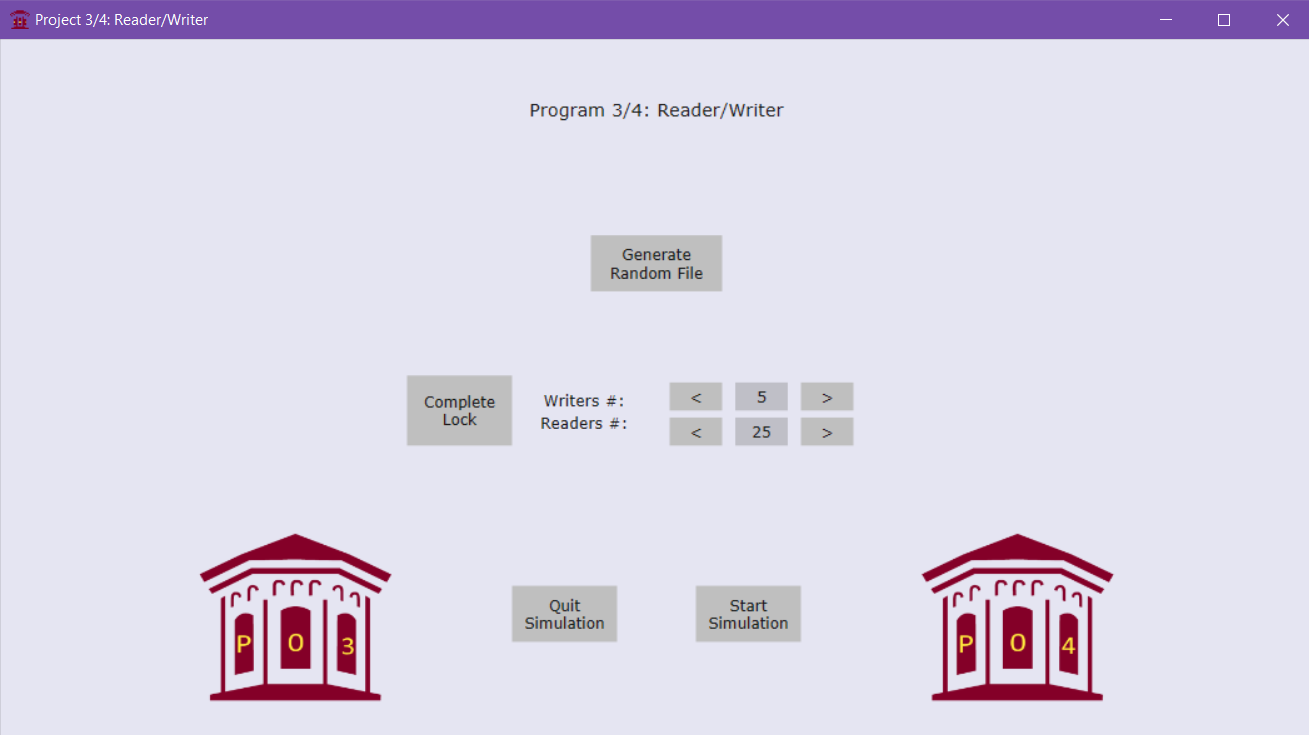 Project 3/4: Reader/Writer
Program 3/4: Reader/Writer
Generate
Random File
Complete
Lock
Writers #:
< 5 >
Readers #:
< 25 >
P O 3
Quit
Simulation
Start
Simulation
P O 4